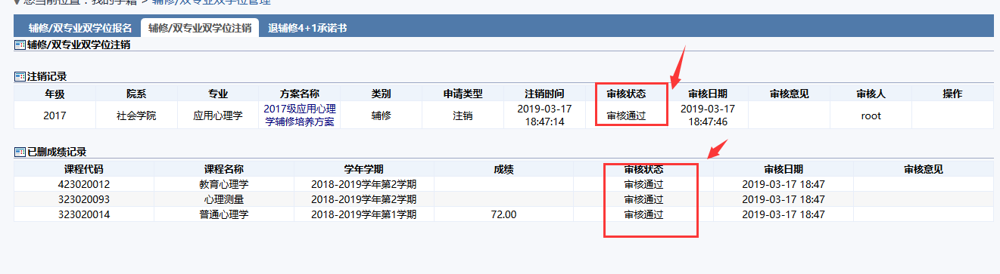 您当前位置：我的学籍 > 辅修/双专业双学位管理
辅修/双专业双学位报名 辅修/双专业双学位注销 退辅修4+1承诺书
辅修/双专业双学位注销
注销记录
年级 院系 专业 方案名称 类别 申请类型 注销时间 审核状态 审核日期 审核意见 审核人 操作
2017 社会学院 应用心理学 2017级应用心理学辅修培养方案 辅修 注销 2019-03-17 18:47:14 审核通过 2019-03-17 18:47:46 root
已删成绩记录
课程代码 课程名称 学年学期 成绩 审核状态 审核日期 审核意见
423020012 教育心理学 2018-2019学年第2学期 审核通过 2019-03-17 18:47
323020093 心理测量 2018-2019学年第2学期 审核通过 2019-03-17 18:47
323020014 普通心理学 2018-2019学年第1学期 72.00 审核通过 2019-03-17 18:47